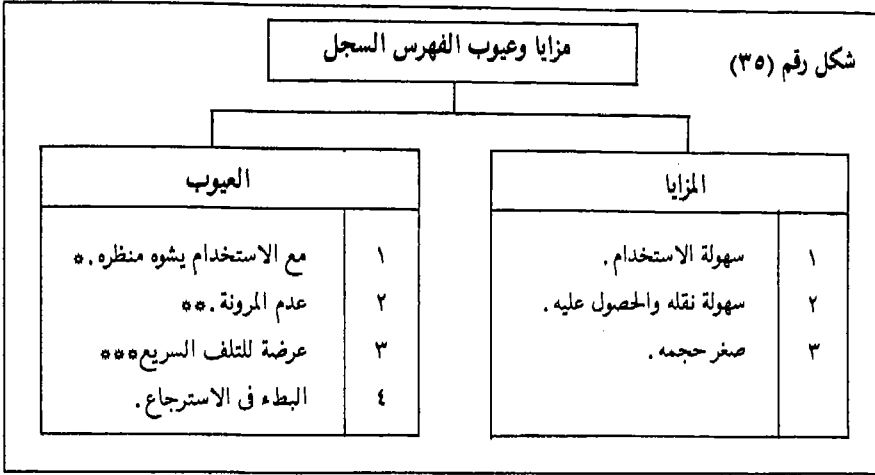 شكل رقم (٣٥)
مزايا وعيوب الفهرس السجل
المزايا
١ سهولة الاستخدام.
٢ سهولة نقله والحصول عليه.
٣ صغر حجمه.
العيوب
١ مع الاستخدام يشوه منظره.*
٢ عدم المرونة.**
٣ عرضة للتلف السريع***
٤ البطء فى الاسترجاع.